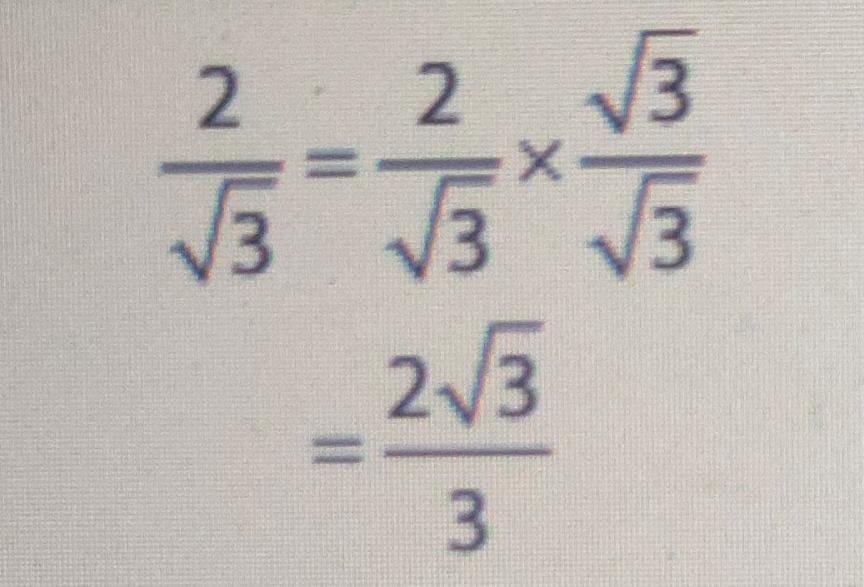 2/√3 = 2/√3 × √3/√3
= 2√3/3